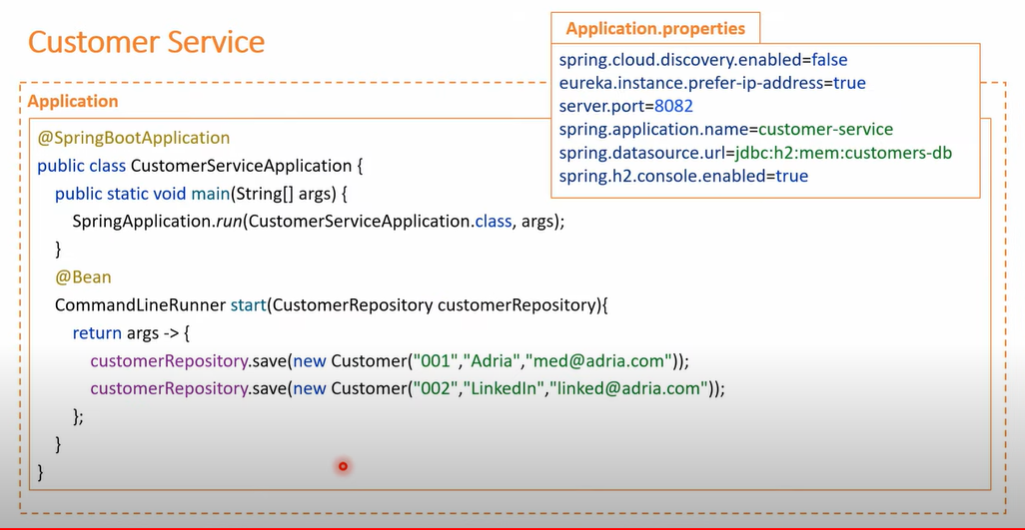 Customer Service
Application.properties
spring.cloud.discovery.enabled=false
eureka.instance.prefer-ip-address=true
server.port=8082
spring.application.name=customer-service
spring.datasource.url=jdbc:h2:mem:customers-db
spring.h2.console.enabled=true
Application
@SpringBootApplication
public class CustomerServiceApplication {
public static void main(String[] args) {
SpringApplication.run(CustomerServiceApplication.class, args);
}
@Bean
CommandLineRunner start(CustomerRepository customerRepository){
return args -> {
customerRepository.save(new Customer("001","Adria","med@adria.com"));
customerRepository.save(new Customer("002","LinkedIn","linked@adria.com"));
};
}
}